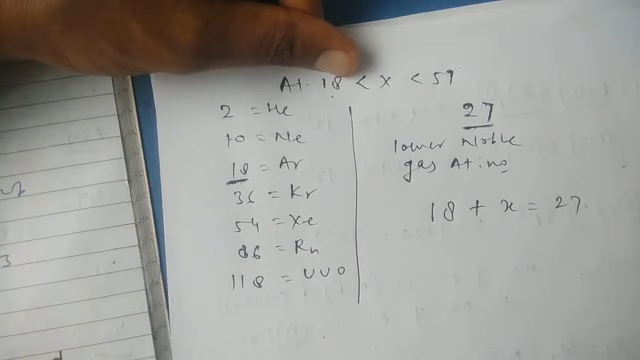 At. 18 < x < 59
2 = He
10 = Ne
18 = Ar
36 = Kr
54 = Xe
86 = Rn
118 = UUO
27
lower Noble
gas At. no
18 + x = 27